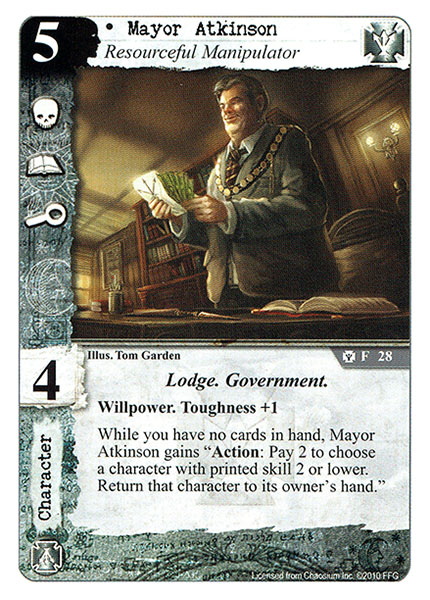 5
• Mayor Atkinson
Resourceful Manipulator
Illus. Tom Garden
F 28
4
Lodge. Government.
Willpower. Toughness +1
While you have no cards in hand, Mayor
Atkinson gains “Action: Pay 2 to choose
a character with printed skill 2 or lower.
Return that character to its owner’s hand.”
Character
Licensed from Chaosium Inc. ©2010 FFG